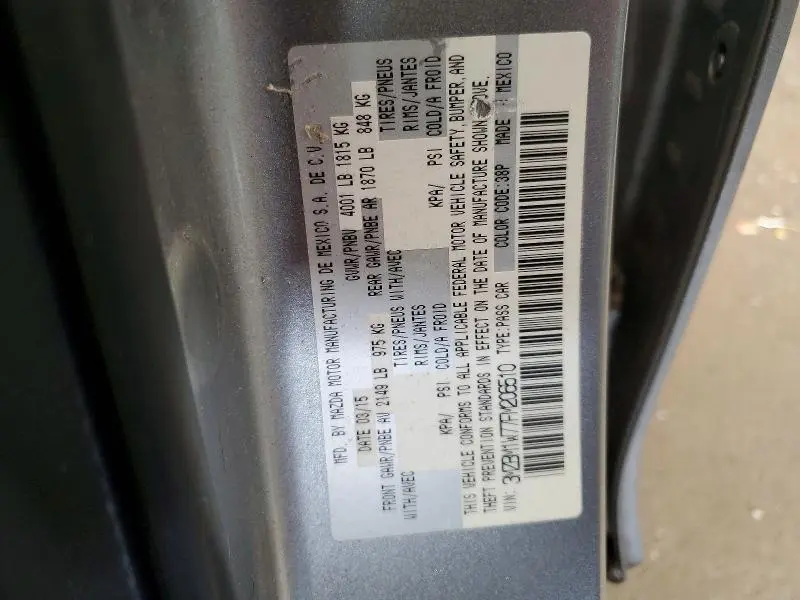 MFD. BY MAZDA MOTOR MANUFACTURING DE MEXICO S.A. DE C.V.
DATE 03/15 GVWR/PNBV 4001 LB 1815 KG
FRONT GAWR/PNBE AV 2149 LB 975 KG REAR GAWR/PNBE AR 1870 LB 848 KG
WITH/AVEC TIRES/PNEUS WITH/AVEC TIRES/PNEUS
RIMS/JANTES RIMS/JANTES
KPA/ PSI COLD/A FROID KPA/ PSI COLD/A FROID
THIS VEHICLE CONFORMS TO ALL APPLICABLE FEDERAL MOTOR VEHICLE SAFETY, BUMPER, AND
THEFT PREVENTION STANDARDS IN EFFECT ON THE DATE OF MANUFACTURE SHOWN
VIN: 3MZBM1W77FM206510 TYPE:PASS CAR COLOR CODE:38P MADE MEXICO